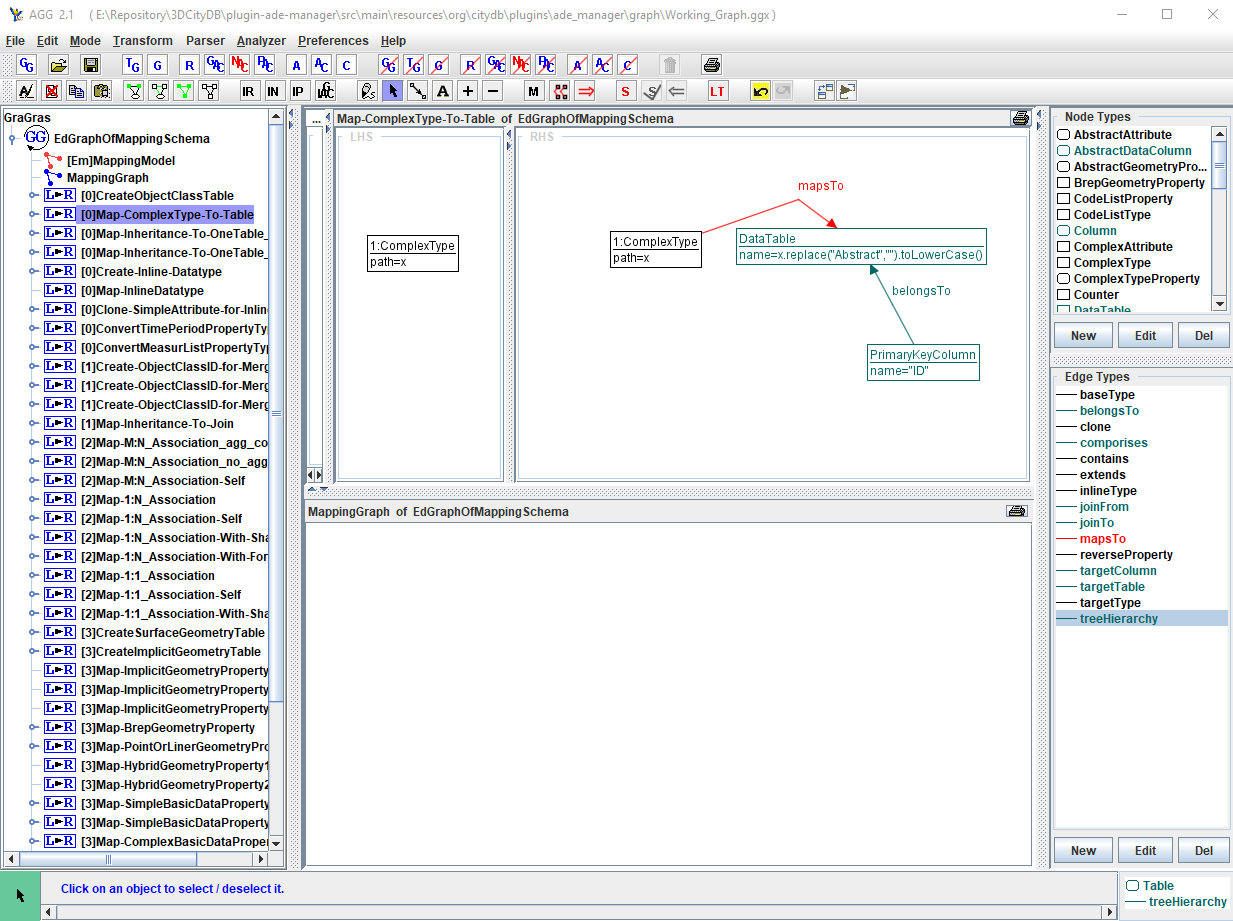 AGG 2.1 ( E:\Repository\3DCityDB\plugin-ade-manager\src\main\resources\org\citydb\plugins\ade_manager\graph\Working_Graph.ggx )
File Edit Mode Transform Parser Analyzer Preferences Help
GG TG G R GAC NAC PAC A AC C GG TG G R GAC NAC PAC A AC C
IR IN IP A M S LT
GraGras
GG EdGraphOfMappingSchema
[Em]MappingModel
MappingGraph
L R [0]CreateObjectClassTable
L R [0]Map-ComplexType-To-Table
L R [0]Map-Inheritance-To-OneTable_
L R [0]Map-Inheritance-To-OneTable_
L R [0]Create-Inline-Datatype
L R [0]Map-InlineDatatype
L R [0]Clone-SimpleAttribute-for-Inlin
L R [0]ConvertTimePeriodPropertyTy
L R [0]ConvertMeasurListPropertyTyp
L R [1]Create-ObjectClassID-for-Merg
L R [1]Create-ObjectClassID-for-Merg
L R [1]Create-ObjectClassID-for-Merg
L R [1]Map-Inheritance-To-Join
L R [2]Map-M:N_Association_agg_co
L R [2]Map-M:N_Association_no_agg
L R [2]Map-M:N_Association-Self
L R [2]Map-1:N_Association
L R [2]Map-1:N_Association-Self
L R [2]Map-1:N_Association-With-Sha
L R [2]Map-1:N_Association-With-For
L R [2]Map-1:1_Association
L R [2]Map-1:1_Association-Self
L R [2]Map-1:1_Association-With-Sha
L R [3]CreateSurfaceGeometryTable
L R [3]CreateImplicitGeometryTable
L R [3]Map-ImplicitGeometryProperty
L R [3]Map-ImplicitGeometryProperty
L R [3]Map-ImplicitGeometryProperty
L R [3]Map-BrepGeometryProperty
L R [3]Map-PointOrLinerGeometryPro
L R [3]Map-HybridGeometryProperty1
L R [3]Map-HybridGeometryProperty2
L R [3]Map-SimpleBasicDataProperty
L R [3]Map-SimpleBasicDataProperty
L R [3]Map-ComplexBasicDataProper
...
Map-ComplexType-To-Table of EdGraphOfMappingSchema
LHS
1:ComplexType
path=x
RHS
mapsTo
1:ComplexType
path=x
DataTable
name=x.replace("Abstract","").toLowerCase()
belongsTo
PrimaryKeyColumn
name="ID"
MappingGraph of EdGraphOfMappingSchema
Node Types
AbstractAttribute
AbstractDataColumn
AbstractGeometryPro...
BrepGeometryProperty
CodeListProperty
CodeListType
Column
ComplexAttribute
ComplexType
ComplexTypeProperty
Counter
DataTable
New Edit Del
Edge Types
baseType
belongsTo
clone
comporises
contains
extends
inlineType
joinFrom
joinTo
mapsTo
reverseProperty
targetColumn
targetTable
targetType
treeHierarchy
New Edit Del
Click on an object to select / deselect it.
Table
treeHierarchy